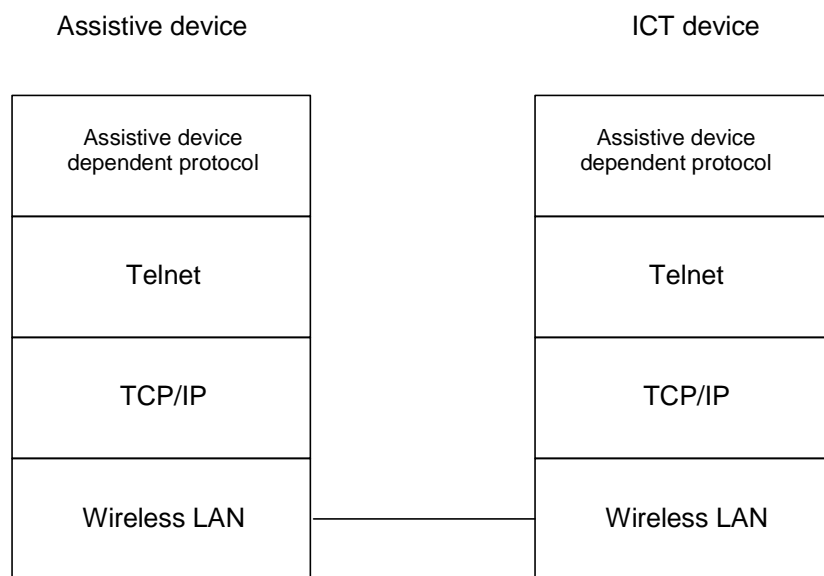 Assistive device
ICT device
Assistive device
dependent protocol
Assistive device
dependent protocol
Telnet
Telnet
TCP/IP
TCP/IP
Wireless LAN
Wireless LAN